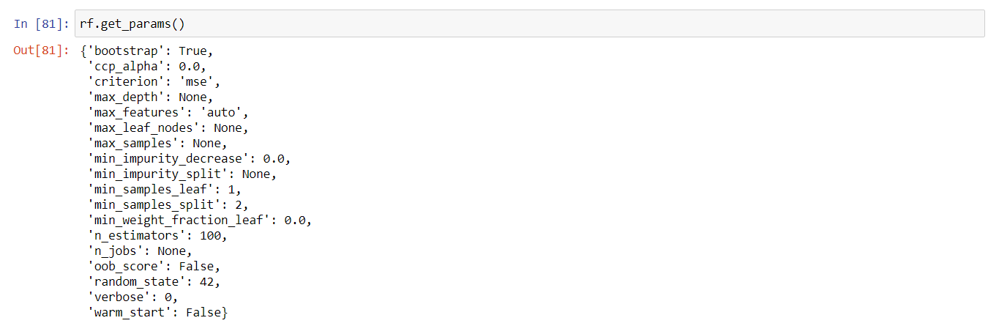 In [81]: rf.get_params()
Out[81]: {'bootstrap': True,
'ccp_alpha': 0.0,
'criterion': 'mse',
'max_depth': None,
'max_features': 'auto',
'max_leaf_nodes': None,
'max_samples': None,
'min_impurity_decrease': 0.0,
'min_impurity_split': None,
'min_samples_leaf': 1,
'min_samples_split': 2,
'min_weight_fraction_leaf': 0.0,
'n_estimators': 100,
'n_jobs': None,
'oob_score': False,
'random_state': 42,
'verbose': 0,
'warm_start': False}